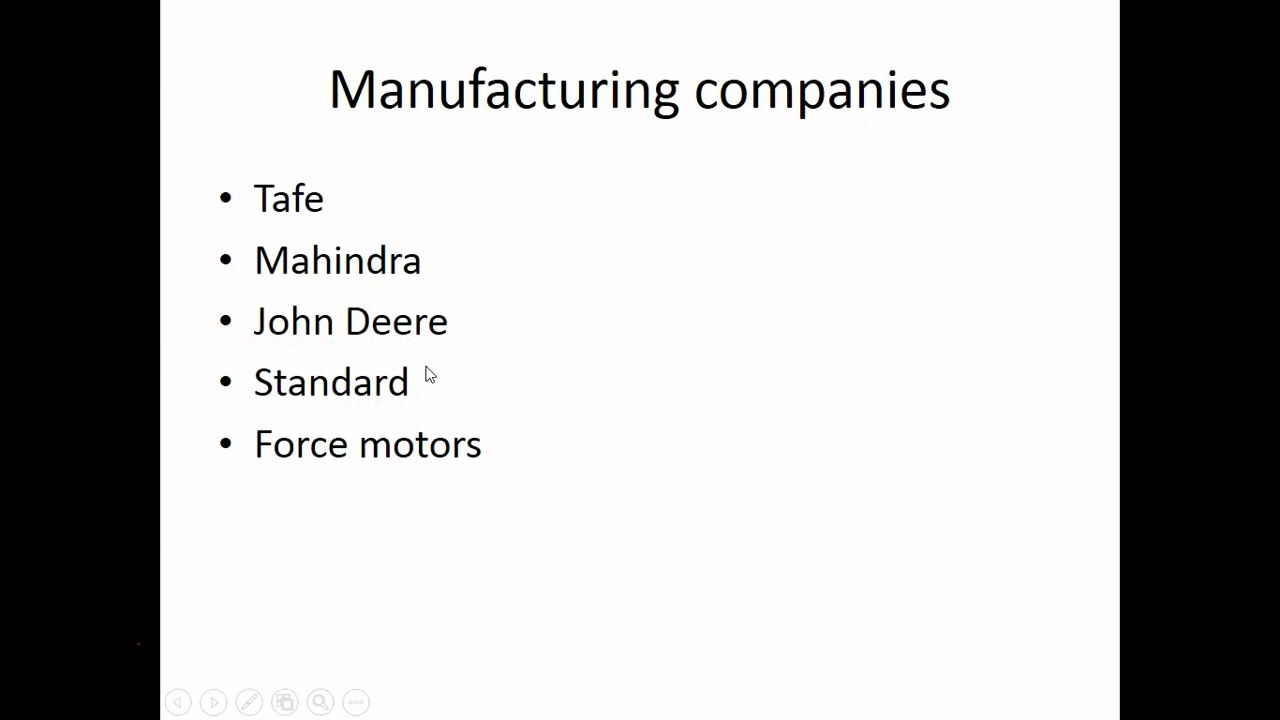 Manufacturing companies
• Tafe
• Mahindra
• John Deere
• Standard
• Force motors